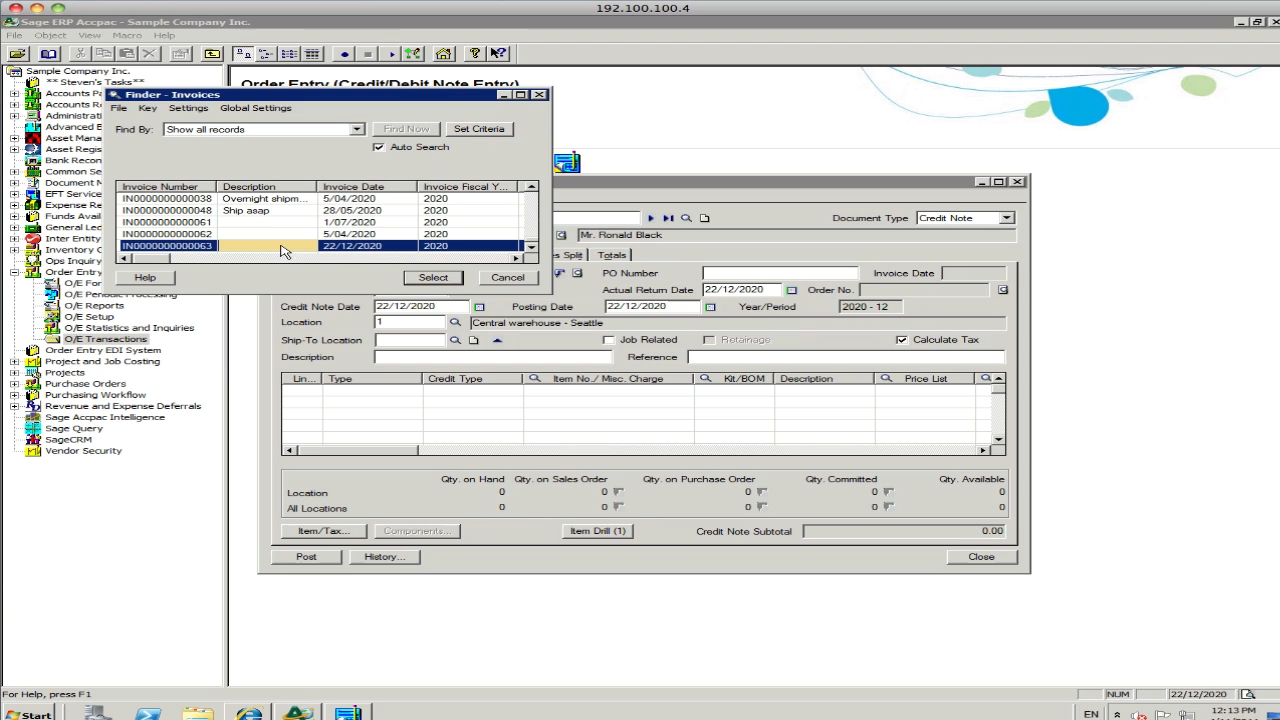 192.100.100.4
Sage ERP Accpac - Sample Company Inc.
File Object View Macro Help
Sample Company Inc.
** Steven's Tasks**
Accounts P
Accounts R
Administrati
Advanced B
Asset Mana
Asset Repl
Bank Recon
Common Se
Document M
EFT Service
Expense Re
Funds Avai
General Led
Inter Entity
Inventory C
Ops Inquiry
Order Entry
O/E For
O/E Periodic Processing
O/E Reports
O/E Setup
O/E Statistics and Inquiries
O/E Transactions
Order Entry EDI System
Project and Job Costing
Projects
Purchase Orders
Purchasing Workflow
Revenue and Expense Deferrals
Sage Accpac Intelligence
Sage Query
SageCRM
Vendor Security
Order Entry (Credit/Debit Note Entry)
Finder - Invoices
File Key Settings Global Settings
Find By: Show all records Find Now Set Criteria
Auto Search
Invoice Number Description Invoice Date Invoice Fiscal Y...
IN0000000000038 Overnight shipm... 5/04/2020 2020
IN0000000000048 Ship aaap 28/05/2020 2020
IN0000000000061 1/07/2020 2020
IN0000000000062 5/04/2020 2020
IN0000000000063 22/12/2020 2020
Help Select Cancel
Document Type Credit Note
Mr. Ronald Black
s Split Totals
PO Number Invoice Date
Actual Return Date 22/12/2020 Order No.
Credit Note Date 22/12/2020 Posting Date 22/12/2020 Year/Period 2020 - 12
Location 1 Central warehouse - Seattle
Ship-To Location Job Related Retainage Calculate Tax
Description Reference
Lin... Type Credit Type Item No./ Misc. Charge Kit/BOM Description Price List
Qty. on Hand Qty. on Sales Order Qty. on Purchase Order Qty. Committed Qty. Available
Location 0 0 0 0 0
All Locations 0 0 0 0 0
Item/Tax... Components... Item Drill (1) Credit Note Subtotal 0.00
Post History... Close
For Help, press F1 NUM 22/12/2020
Start EN 12:13 PM